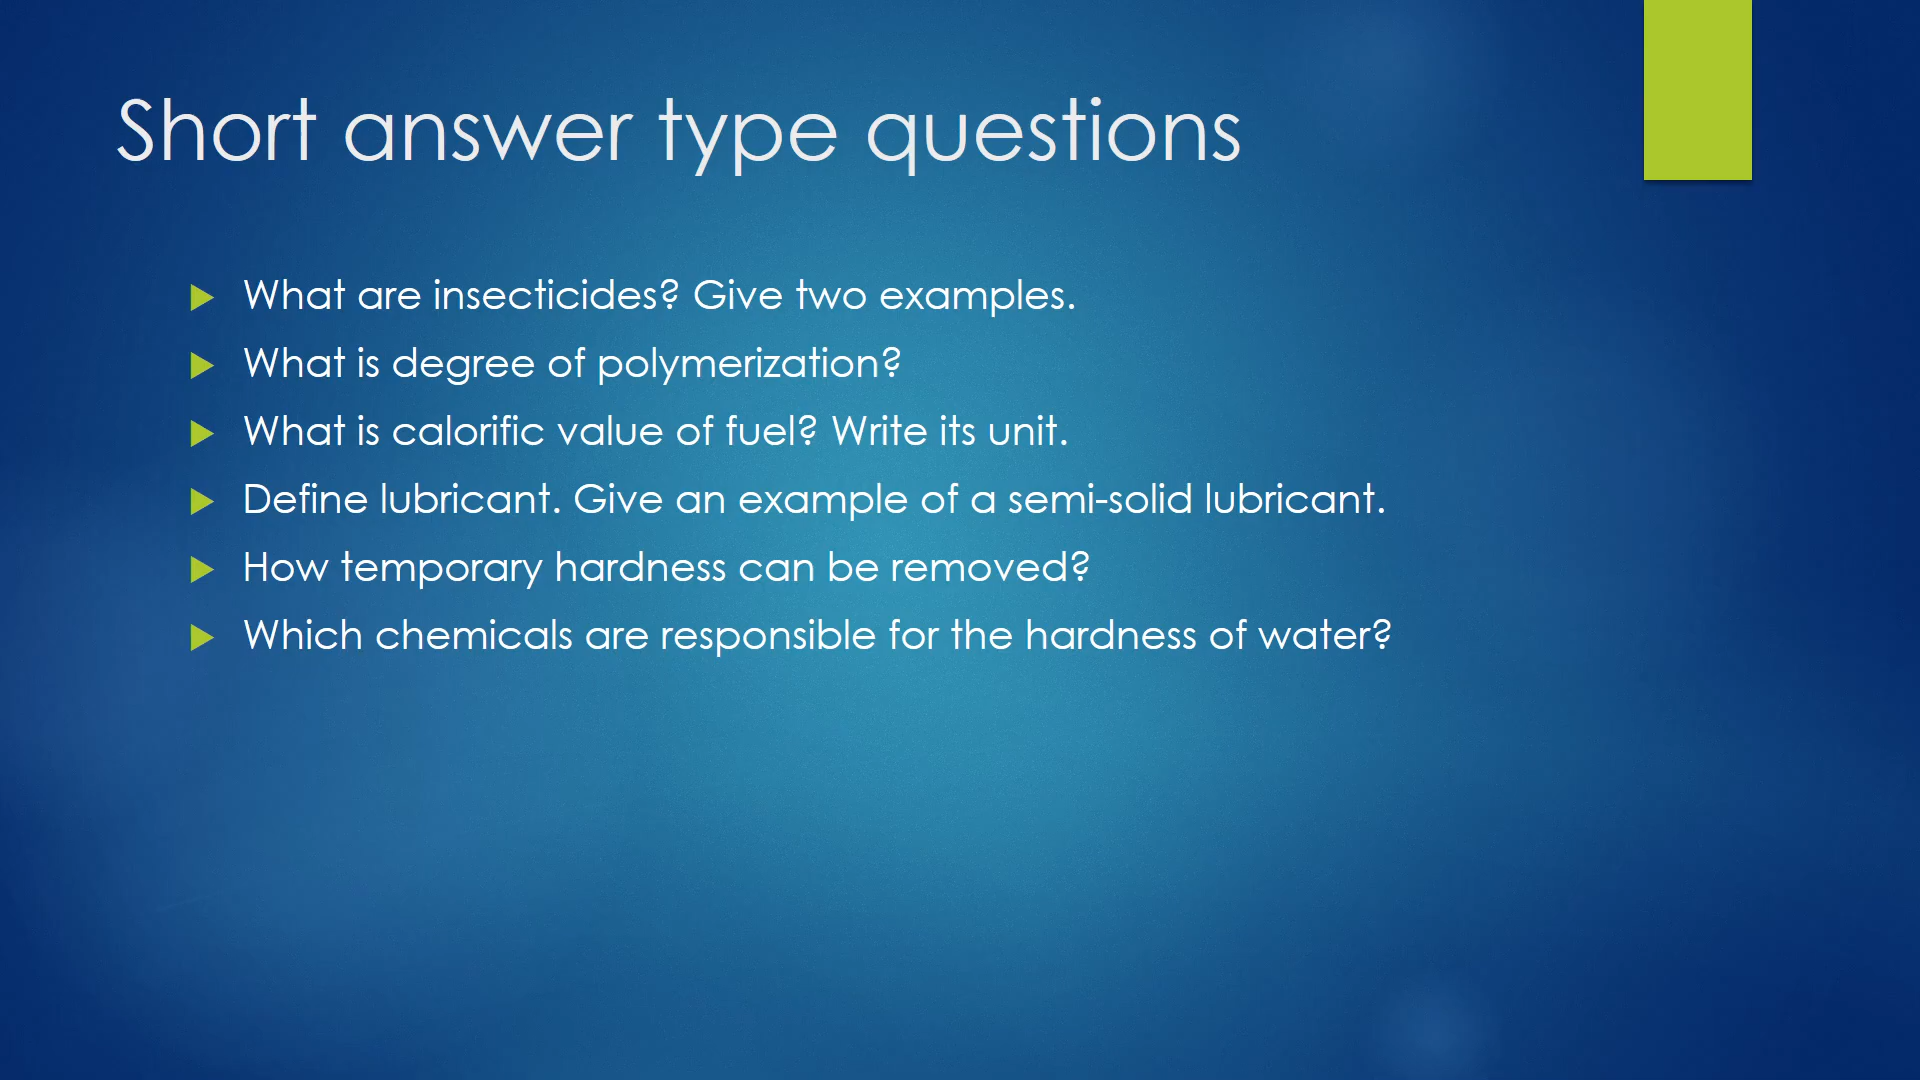 Short answer type questions
What are insecticides? Give two examples.
What is degree of polymerization?
What is calorific value of fuel? Write its unit.
Define lubricant. Give an example of a semi-solid lubricant.
How temporary hardness can be removed?
Which chemicals are responsible for the hardness of water?